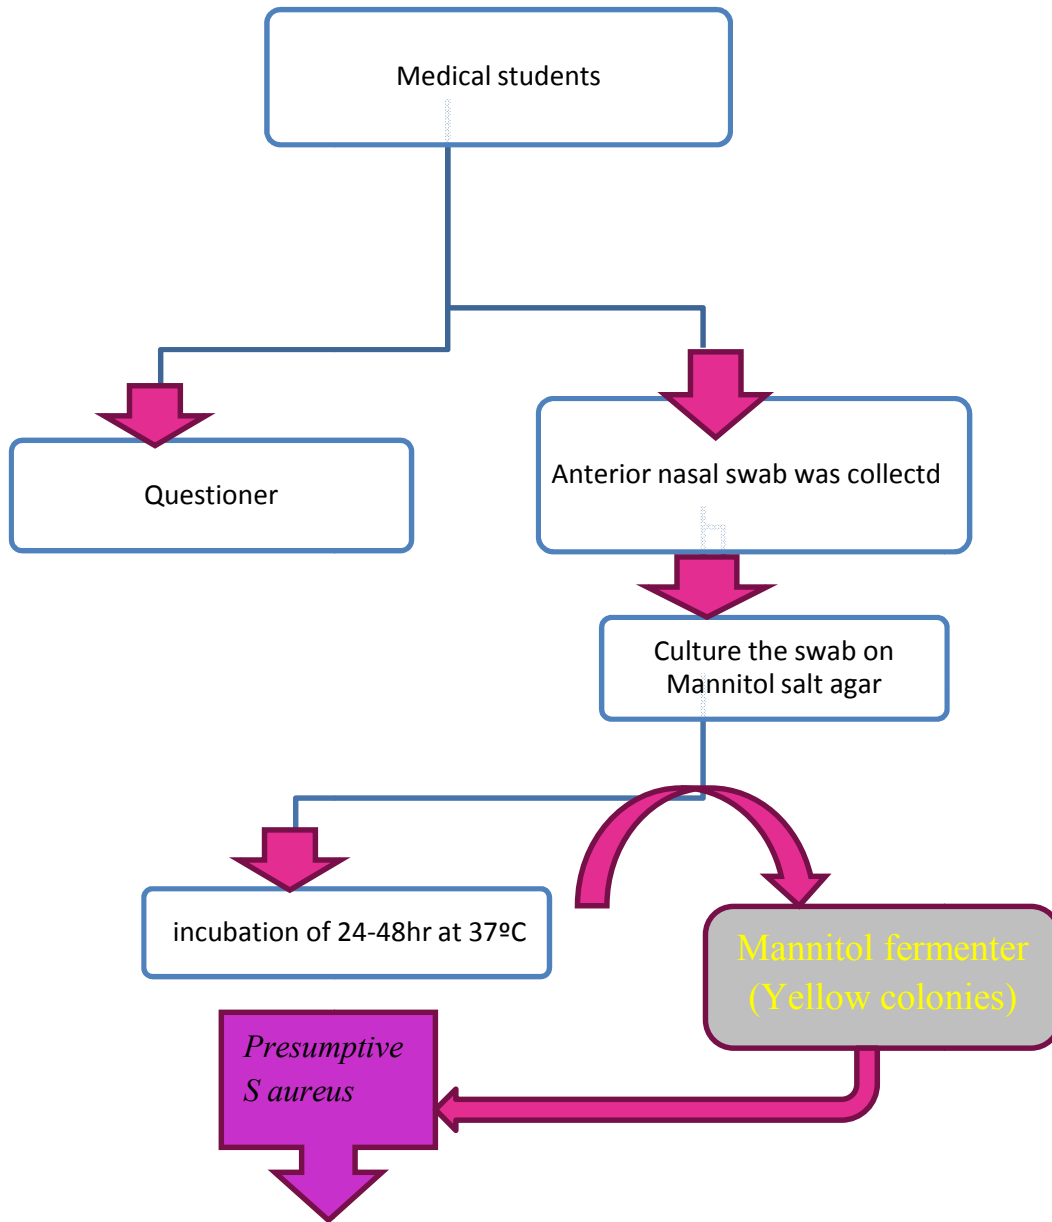 Medical students
Questioner
Anterior nasal swab was collectd
Culture the swab on
Mannitol salt agar
incubation of 24-48hr at 37ºC
Mannitol fermenter
(Yellow colonies)
Presumptive
S aureus